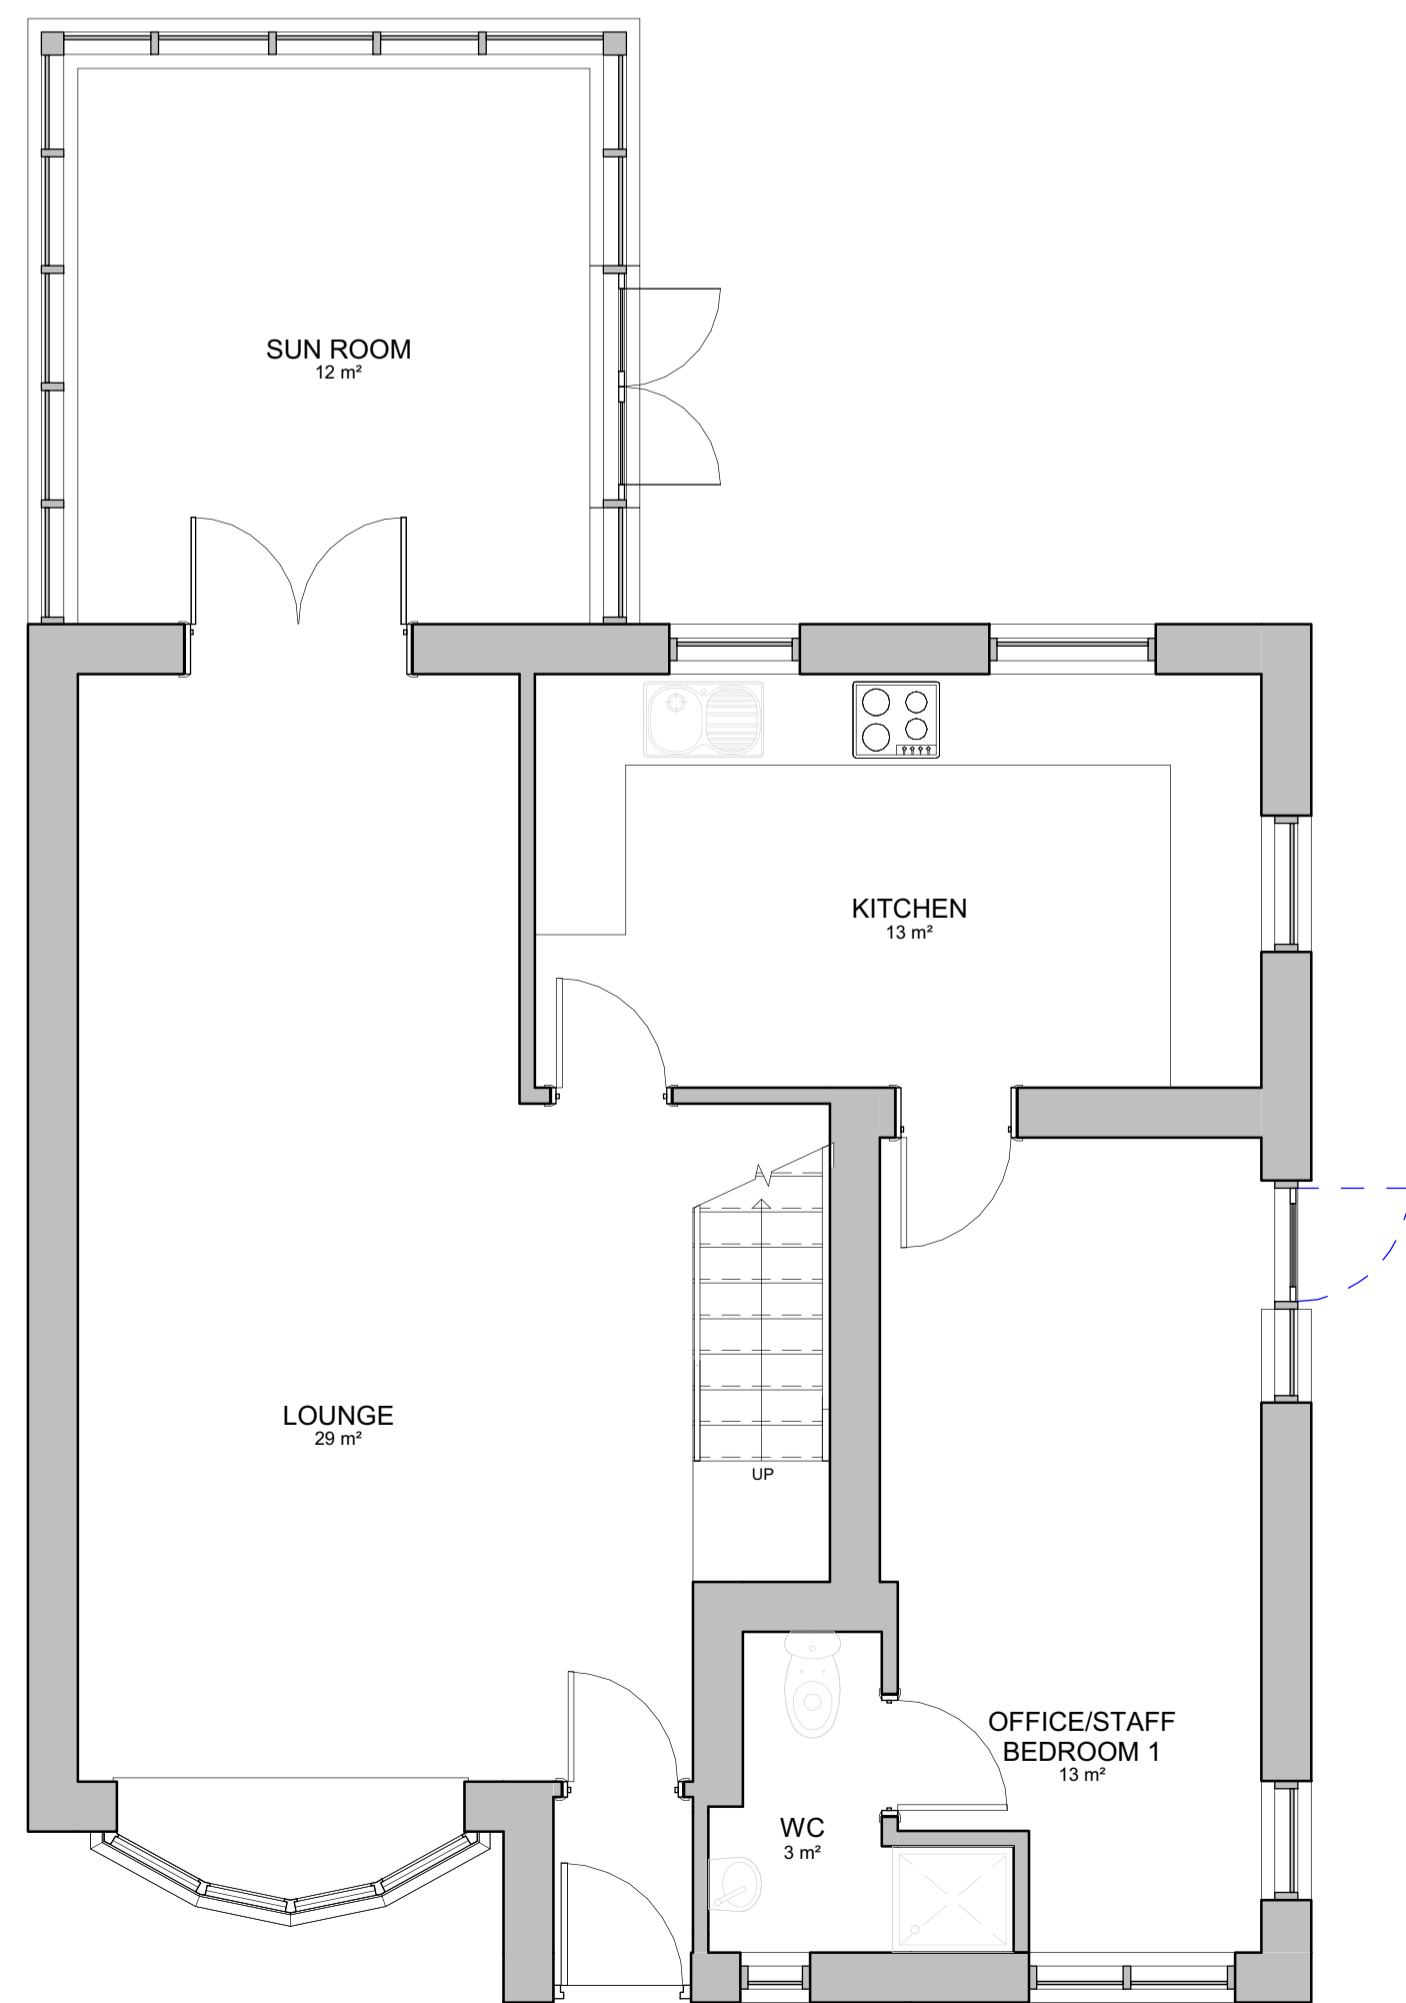 SUN ROOM
12 m²
KITCHEN
13 m²
LOUNGE
29 m²
UP
OFFICE/STAFF
BEDROOM 1
13 m²
WC
3 m²